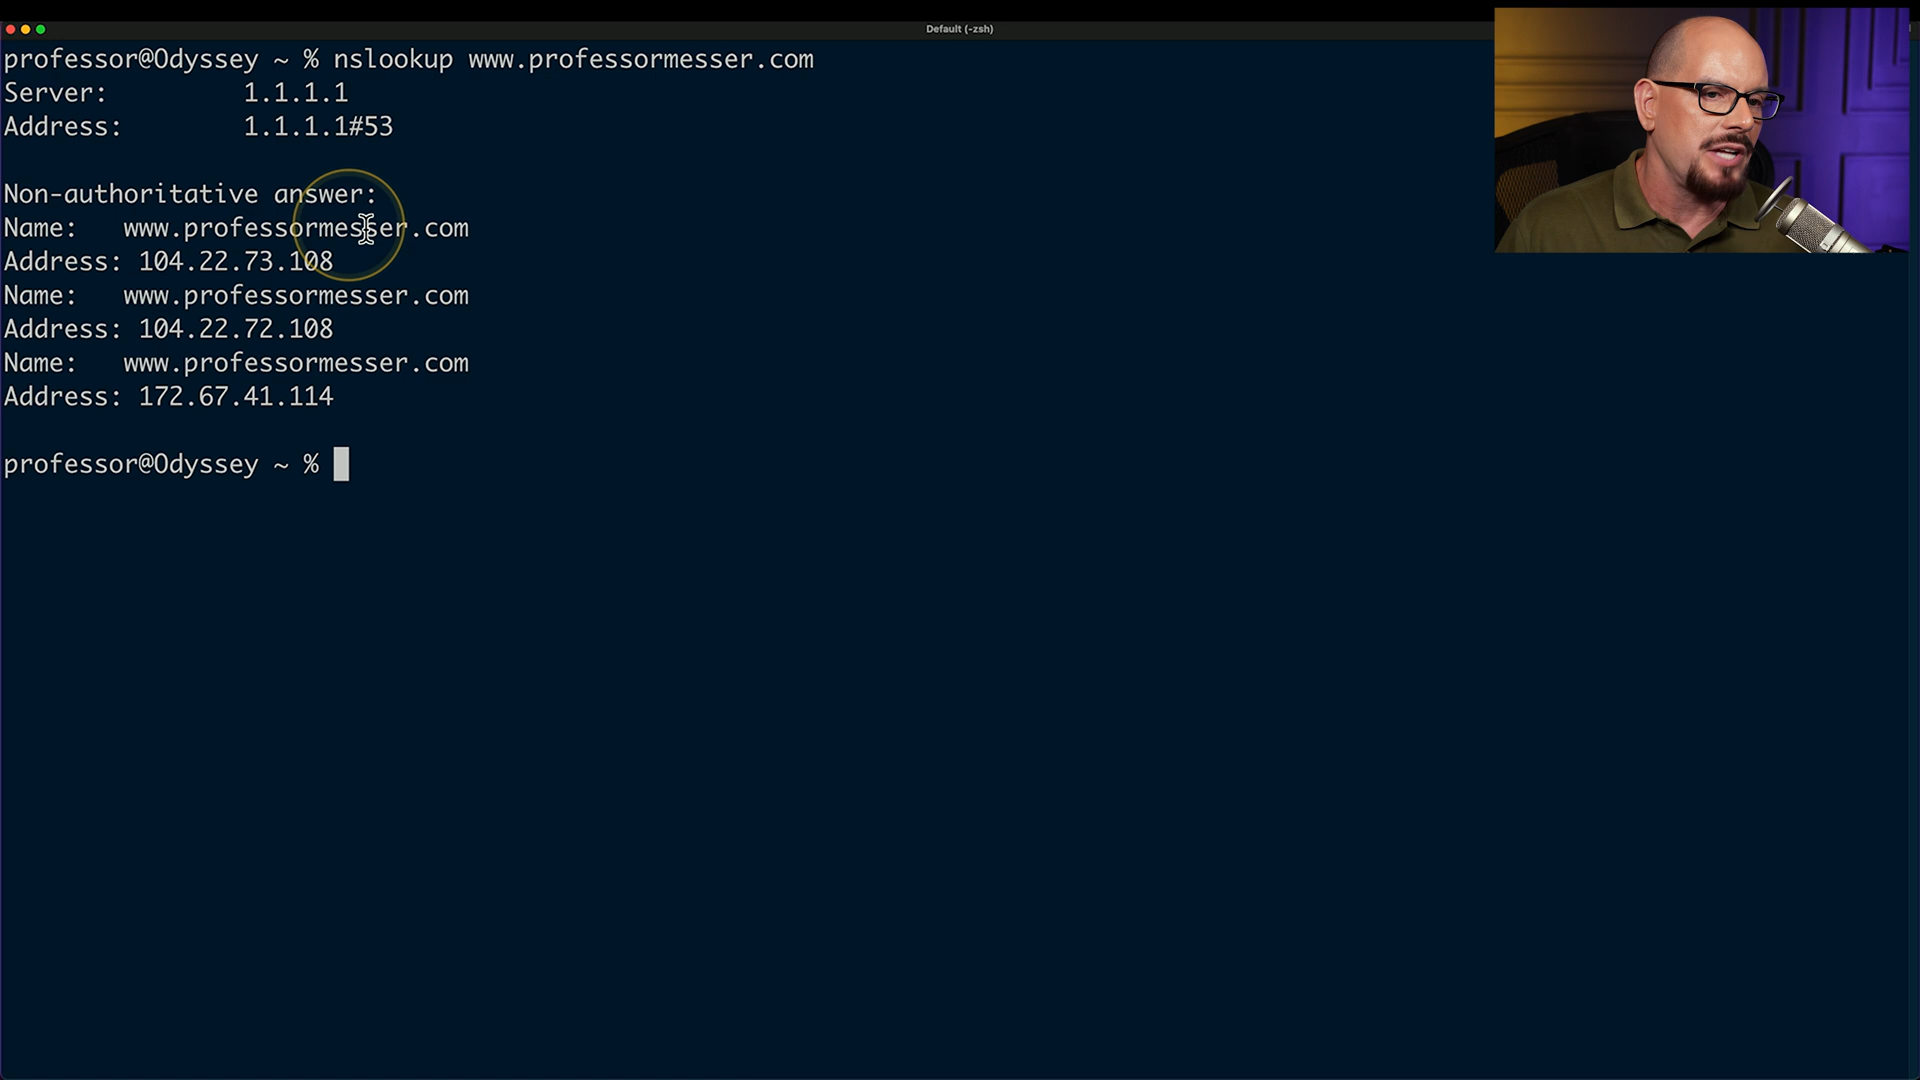 Default (-zsh)
professor@Odyssey ~ % nslookup www.professormesser.com
Server:         1.1.1.1
Address:        1.1.1.1#53
Non-authoritative answer:
Name:   www.professormesser.com
Address: 104.22.73.108
Name:   www.professormesser.com
Address: 104.22.72.108
Name:   www.professormesser.com
Address: 172.67.41.114
professor@Odyssey ~ %